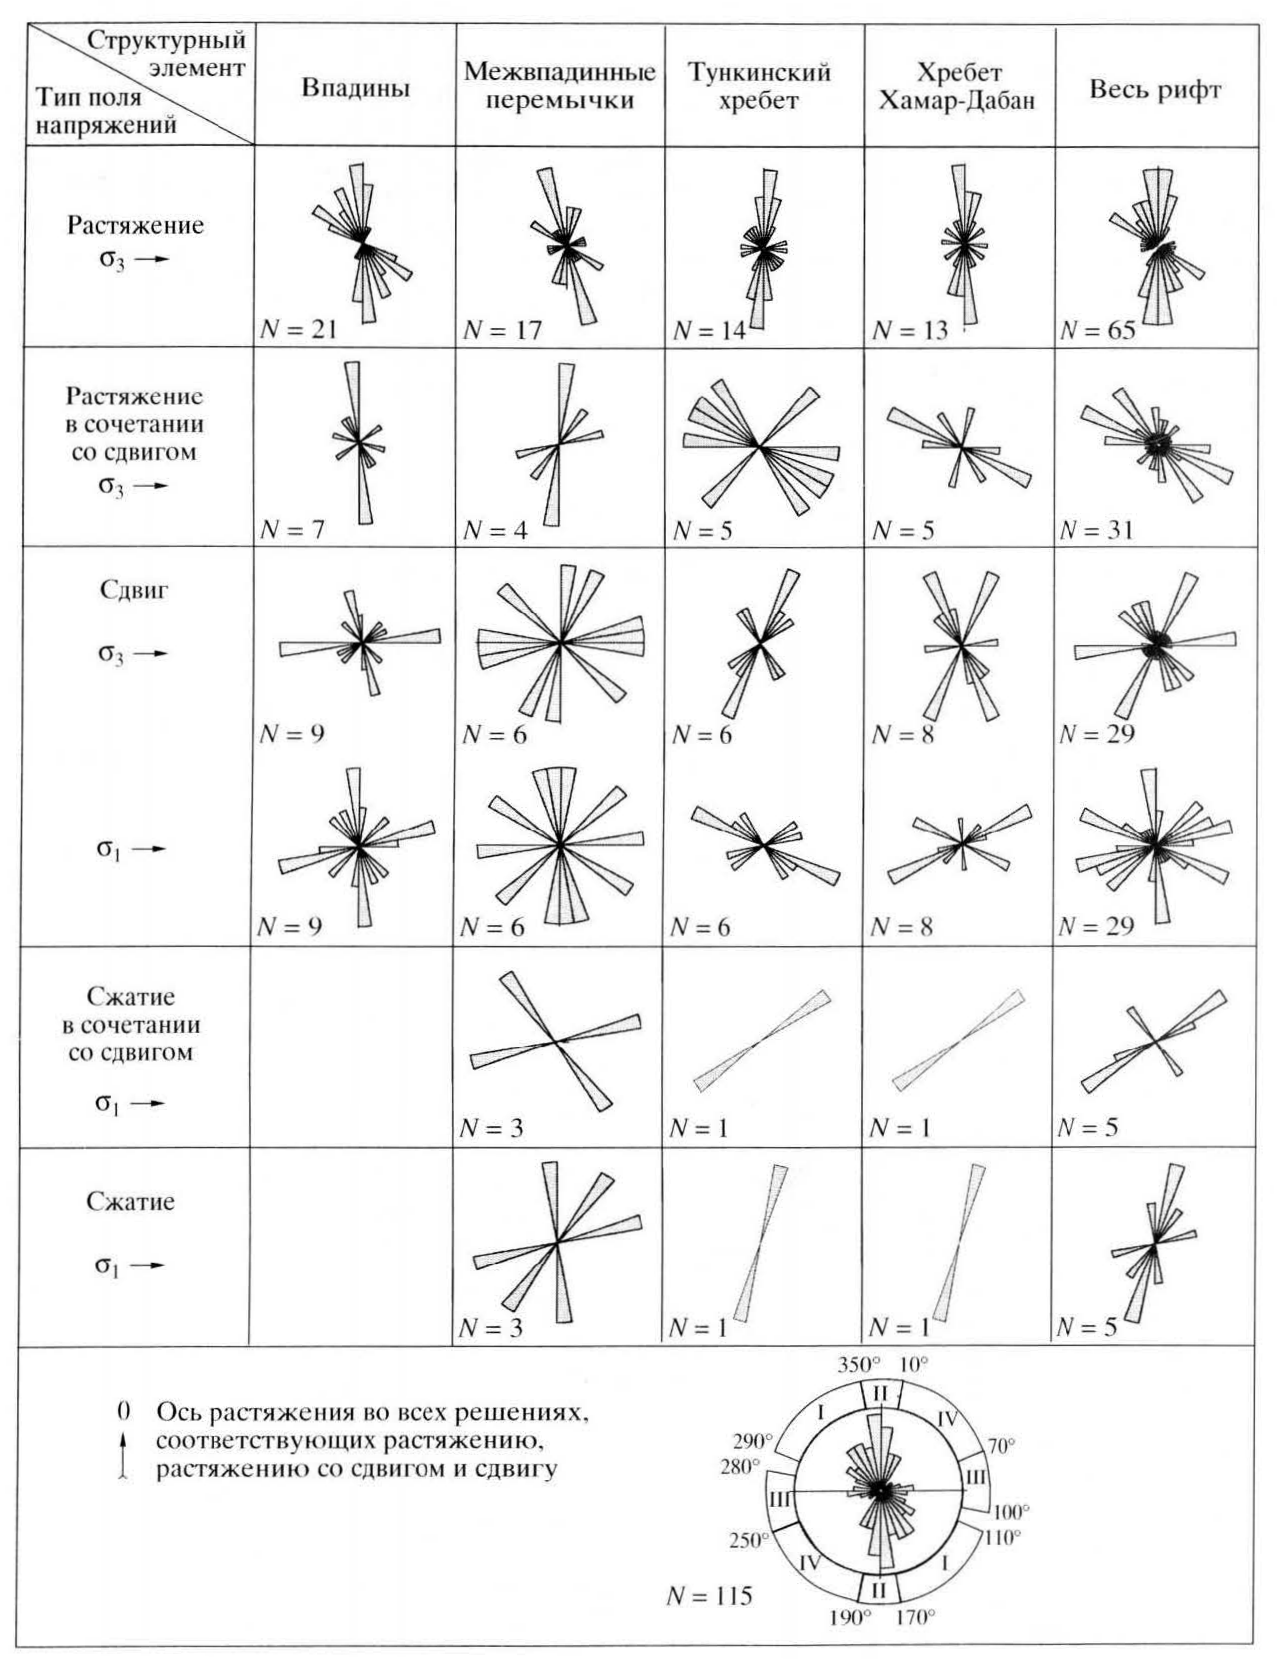 Структурный
элемент
Тип поля
напряжений
Впадины
Межвпадинные
перемычки
Тункинский
хребет
Хребет
Хамар-Дабан
Весь рифт
Растяжение
σ3 →
N = 21
N = 17
N = 14
N = 13
N = 65
Растяжение
в сочетании
со сдвигом
σ3 →
N = 7
N = 4
N = 5
N = 5
N = 31
Сдвиг
σ3 →
N = 9
N = 6
N = 6
N = 8
N = 29
σ1 →
N = 9
N = 6
N = 6
N = 8
N = 29
Сжатие
в сочетании
со сдвигом
σ1 →
N = 3
N = 1
N = 1
N = 5
Сжатие
σ1 →
N = 3
N = 1
N = 1
N = 5
0 Ось растяжения во всех решениях,
соответствующих растяжению,
растяжению со сдвигом и сдвигу
350° 10°
II
I
IV
290°
70°
280°
III
III
100°
250°
110°
IV
I
II
N = 115
190° 170°